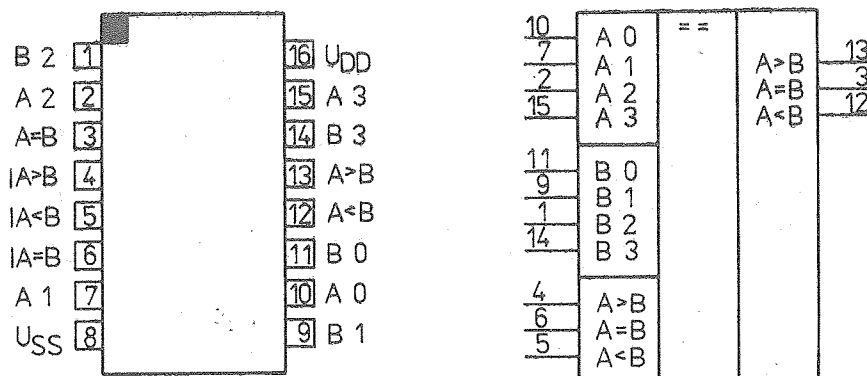 B 2 1 16 UDD
A 2 2 15 A 3
A=B 3 14 B 3
IA>B 4 13 A>B
IA<B 5 12 A<B
IA=B 6 11 B 0
A 1 7 10 A 0
USS 8 9 B 1
10 A 0 ==
7 A 1 A>B 13
2 A 2 A=B 3
15 A 3 A<B 12
11 B 0
9 B 1
1 B 2
14 B 3
4 A>B
6 A=B
5 A<B